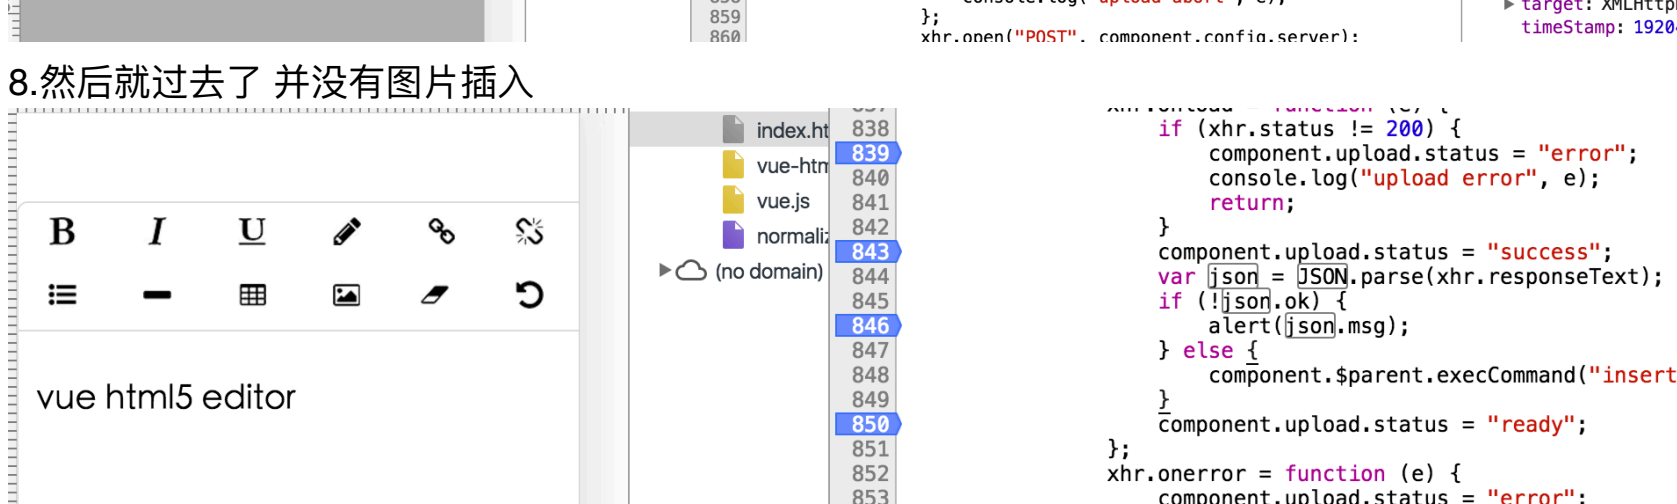 859
};
▶ target:
860
xhr.open("POST", component.config.server);
timeStamp: 1920
8.然后就过去了 并没有图片插入
xhr.onload = function (e) {
index.ht
838
if (xhr.status != 200) {
839
component.upload.status = "error";
vue-htm
840
console.log("upload error", e);
vue.js
841
return;
B I U
842
}
normaliz
843
component.upload.status = "success";
▶ (no domain)
844
var json = JSON.parse(xhr.responseText);
845
if (!json.ok) {
846
alert(json.msg);
847
} else {
848
component.$parent.execCommand("insert
vue html5 editor
849
}
850
component.upload.status = "ready";
851
};
852
xhr.onerror = function (e) {
853
component.upload.status = "error";